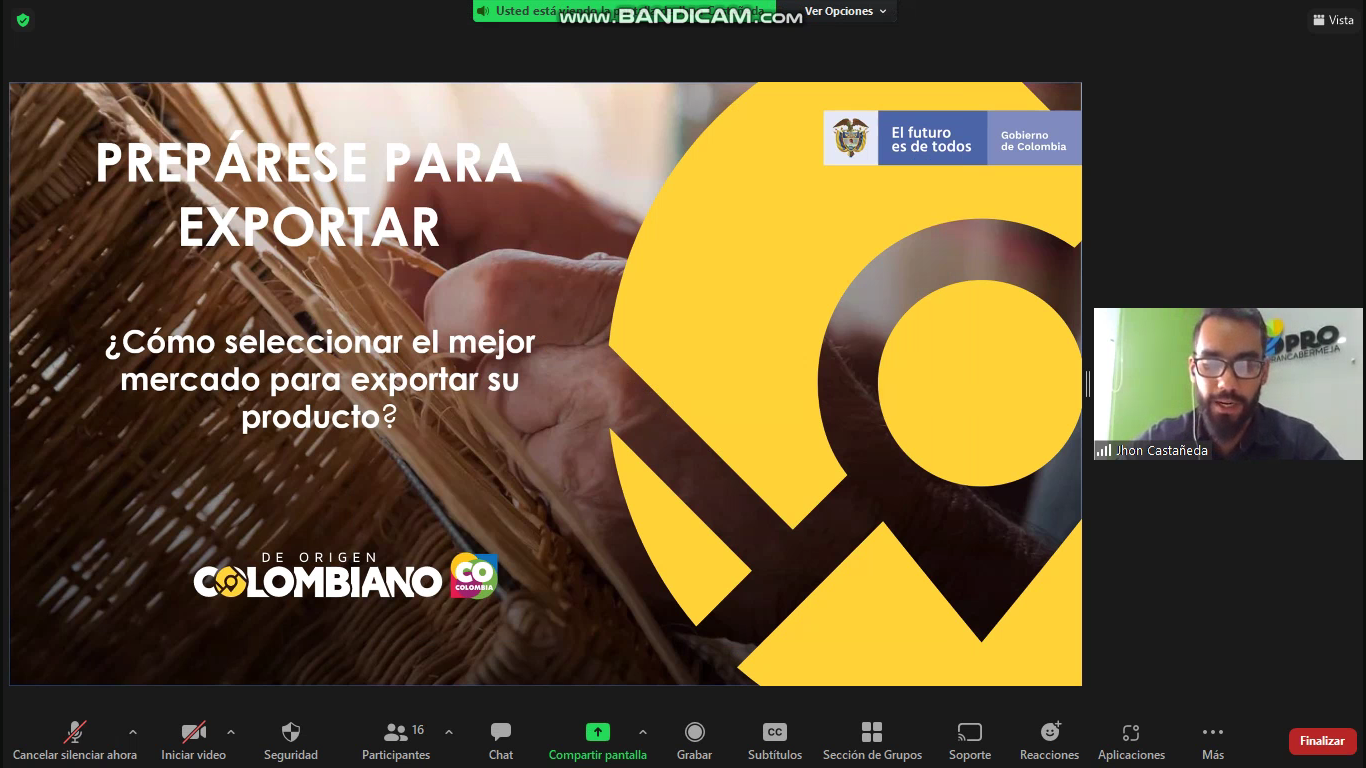 Usted está viendo la
www.BANDICAM.com
Ver Opciones
Vista
PREPÁRESE PARA
EXPORTAR
¿Cómo seleccionar el mejor
mercado para exportar su
producto?
DE ORIGEN
COLOMBIANO
CO
COLOMBIA
El futuro
es de todos
Gobierno
de Colombia
PRO
Jhon Castañeda
16
CC
Cancelar silenciar ahora
Iniciar video
Seguridad
Participantes
Chat
Compartir pantalla
Grabar
Subtítulos
Sección de Grupos
Soporte
Reacciones
Aplicaciones
Más
Finalizar